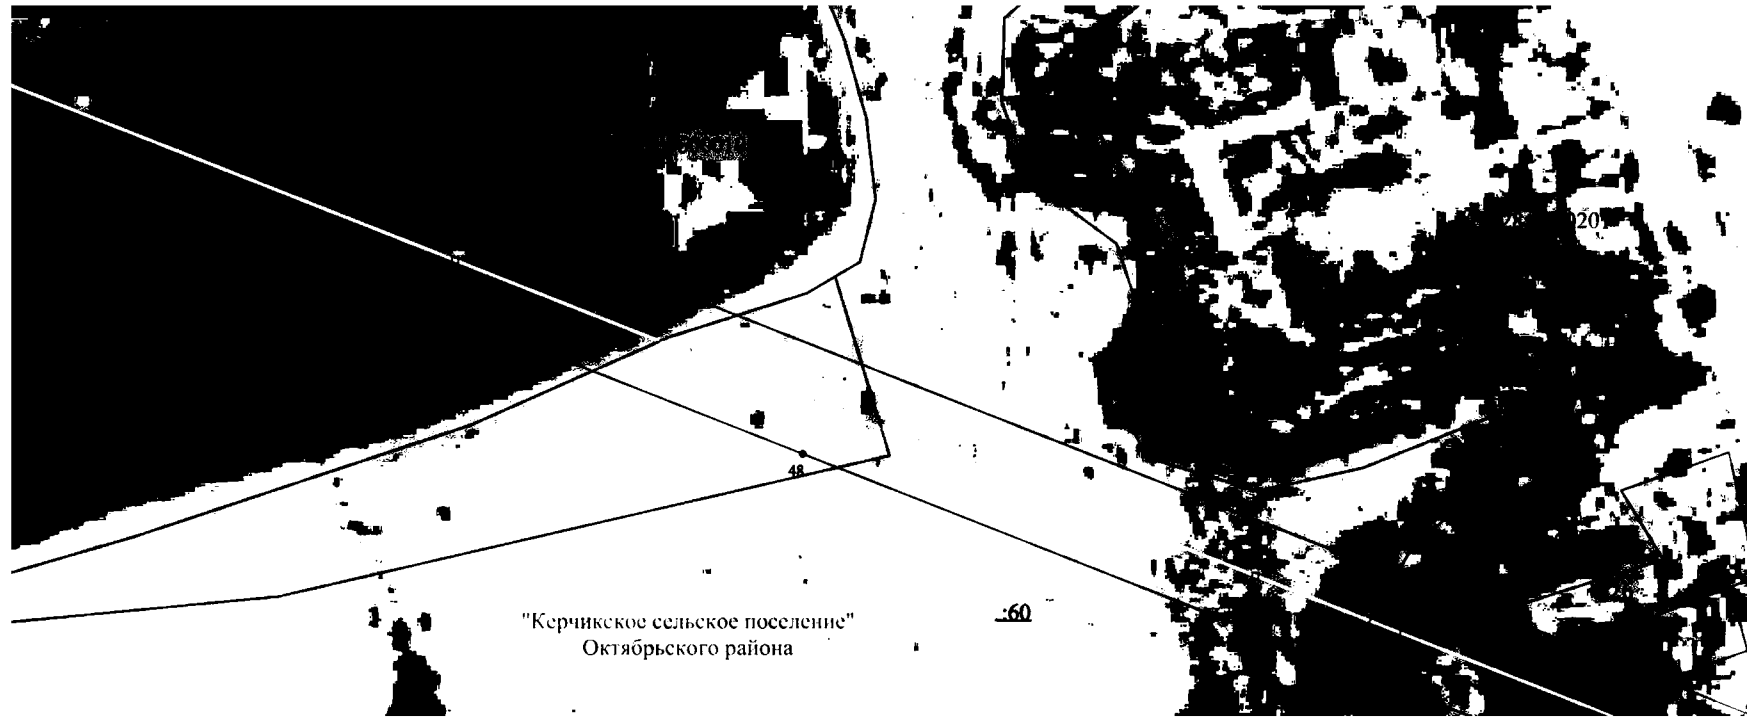 48
:60
"Керчикское сельское поселение"
Октябрьского района